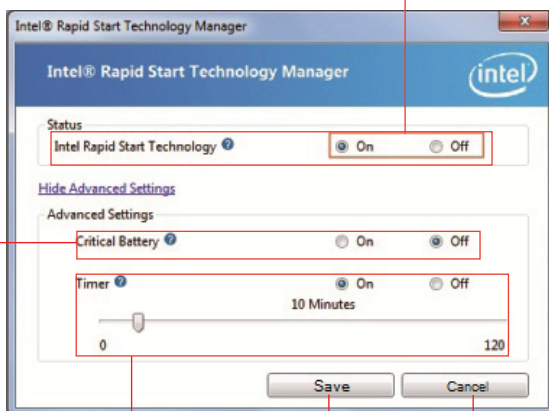 Intel® Rapid Start Technology Manager
Intel® Rapid Start Technology Manager
intel
Status
Intel Rapid Start Technology ? On Off
Hide Advanced Settings
Advanced Settings
Critical Battery ? On Off
Timer ? On Off
10 Minutes
0 120
Save Cancel